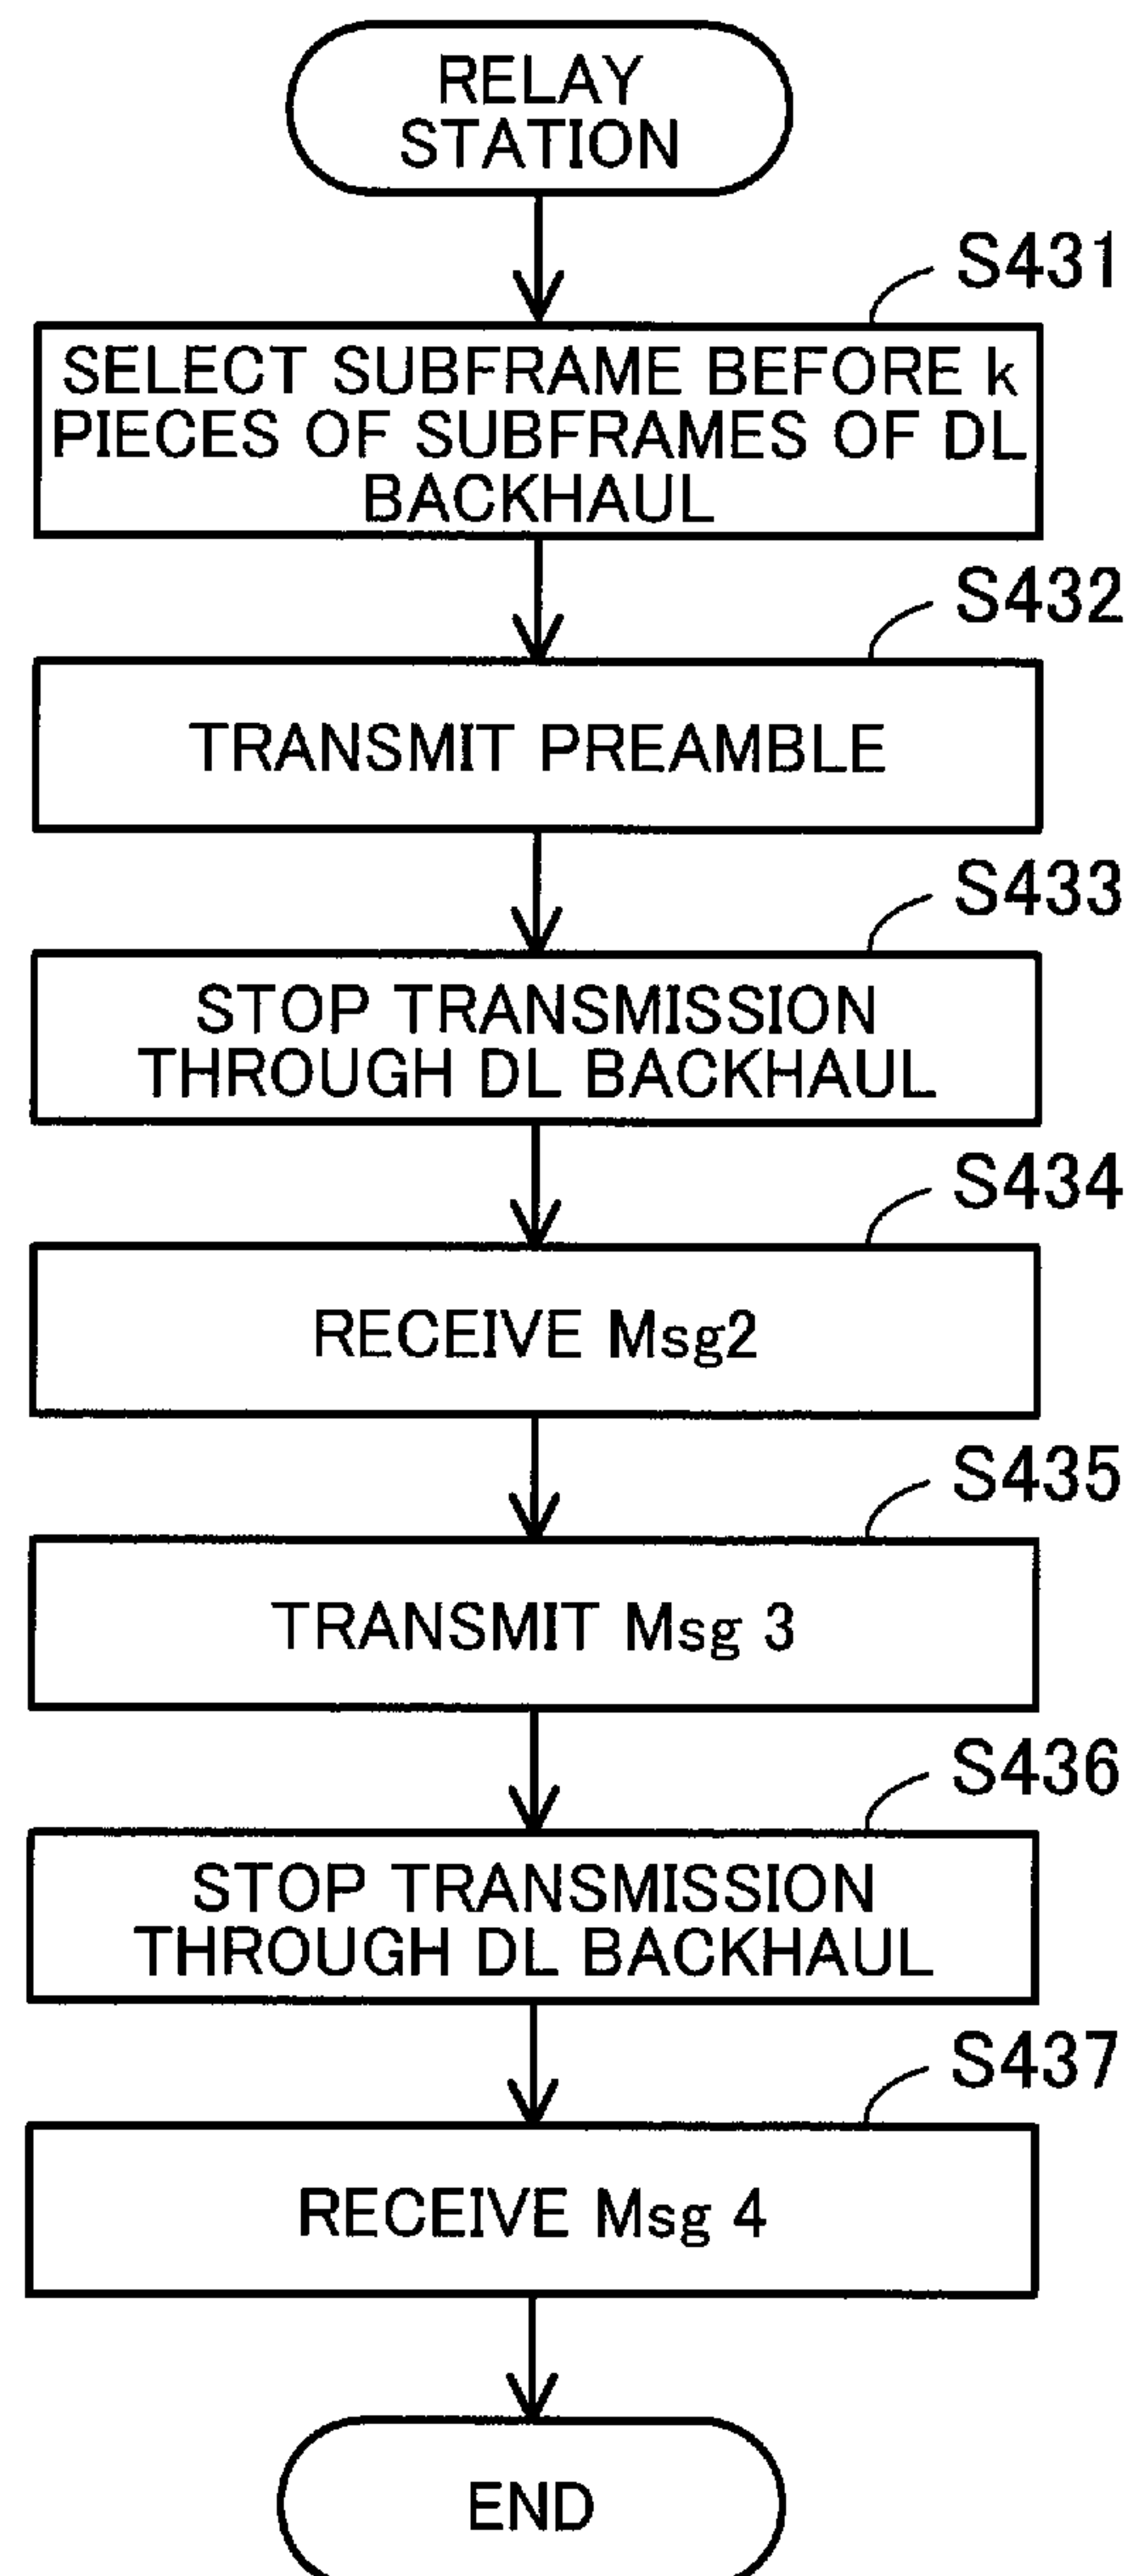 RELAY
STATION
S431
SELECT SUBFRAME BEFORE k
PIECES OF SUBFRAMES OF DL
BACKHAUL
S432
TRANSMIT PREAMBLE
S433
STOP TRANSMISSION
THROUGH DL BACKHAUL
S434
RECEIVE Msg2
S435
TRANSMIT Msg 3
S436
STOP TRANSMISSION
THROUGH DL BACKHAUL
S437
RECEIVE Msg 4
END